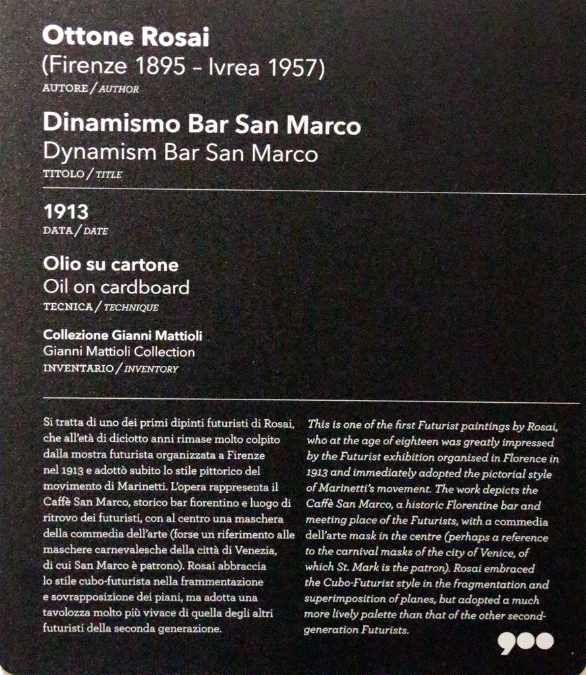 Ottone Rosai
(Firenze 1895 – Ivrea 1957)
AUTORE / AUTHOR
Dinamismo Bar San Marco
Dynamism Bar San Marco
TITOLO / TITLE
1913
DATA / DATE
Olio su cartone
Oil on cardboard
TECNICA / TECHNIQUE
Collezione Gianni Mattioli
Gianni Mattioli Collection
INVENTARIO / INVENTORY
Si tratta di uno dei primi dipinti futuristi di Rosai,
che all'età di diciotto anni rimase molto colpito
dalla mostra futurista organizzata a Firenze
nel 1913 e adottò subito lo stile pittorico del
movimento di Marinetti. L'opera rappresenta il
Caffè San Marco, storico bar fiorentino e luogo di
ritrovo dei futuristi, con al centro una maschera
della commedia dell'arte (forse un riferimento alle
maschere carnevalesche della città di Venezia,
di cui San Marco è patrono). Rosai abbraccia
lo stile cubo-futurista nella frammentazione
e sovrapposizione dei piani, ma adotta una
tavolozza molto più vivace di quella degli altri
futuristi della seconda generazione.
This is one of the first Futurist paintings by Rosai,
who at the age of eighteen was greatly impressed
by the Futurist exhibition organised in Florence in
1913 and immediately adopted the pictorial style
of Marinetti's movement. The work depicts the
Caffè San Marco, a historic Florentine bar and
meeting place of the Futurists, with a commedia
dell'arte mask in the centre (perhaps a reference
to the carnival masks of the city of Venice, of
which St. Mark is the patron). Rosai embraced
the Cubo-Futurist style in the fragmentation and
superimposition of planes, but adopted a much
more lively palette than that of the other second-
generation Futurists.
900